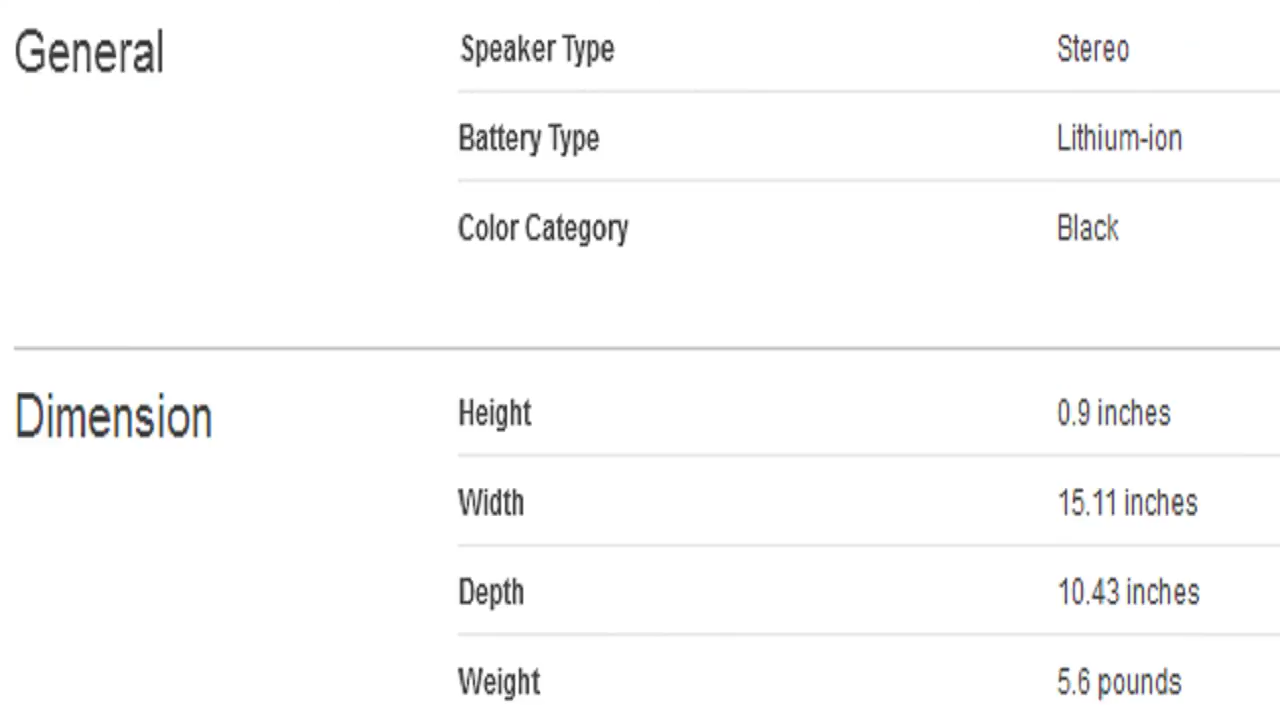 General
Speaker Type Stereo
Battery Type Lithium-ion
Color Category Black
Dimension
Height 0.9 inches
Width 15.11 inches
Depth 10.43 inches
Weight 5.6 pounds